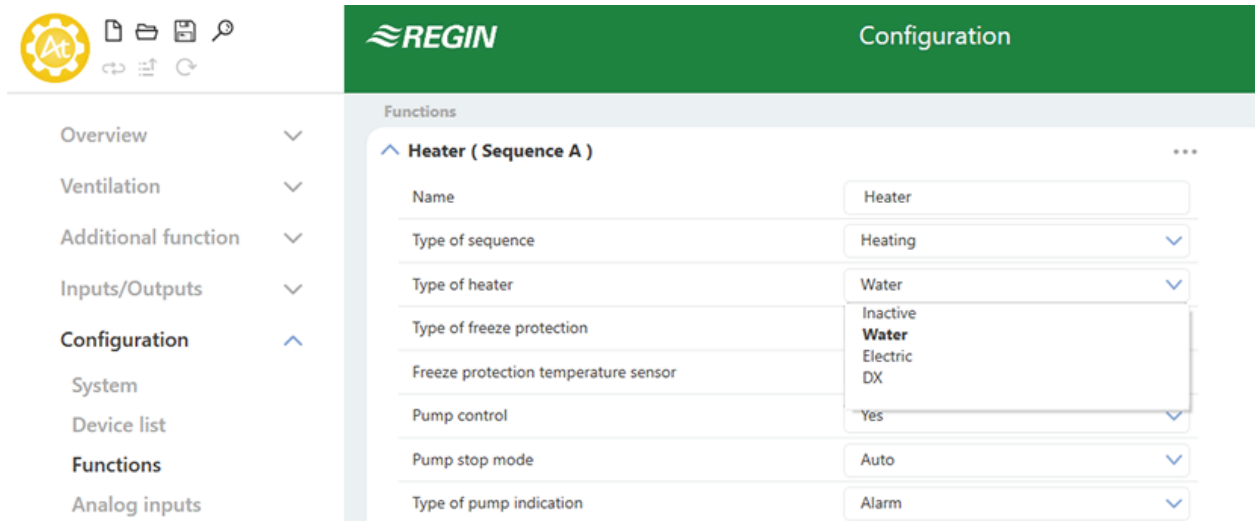 At
REGIN
Configuration
Overview
Ventilation
Additional function
Inputs/Outputs
Configuration
System
Device list
Functions
Analog inputs
Functions
Heater ( Sequence A )
Name Heater
Type of sequence Heating
Type of heater Water
Inactive
Water
Electric
DX
Type of freeze protection
Freeze protection temperature sensor
Pump control Yes
Pump stop mode Auto
Type of pump indication Alarm